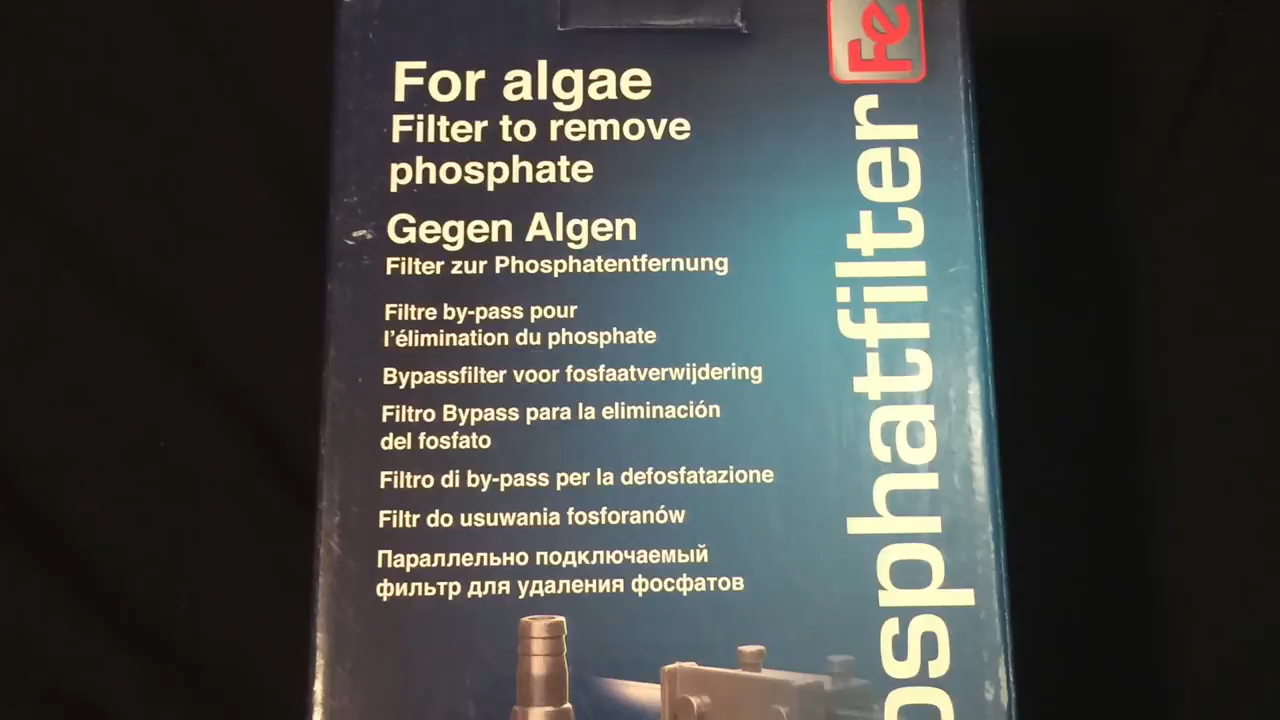 For algae
Filter to remove
phosphate
Gegen Algen
Filter zur Phosphatentfernung
Filtre by-pass pour
l'élimination du phosphate
Bypassfilter voor fosfaatverwijdering
Filtro Bypass para la eliminación
del fosfato
Filtro di by-pass per la defosfatazione
Filtr do usuwania fosforanów
Параллельно подключаемый
фильтр для удаления фосфатов
osphatfilter
Fe